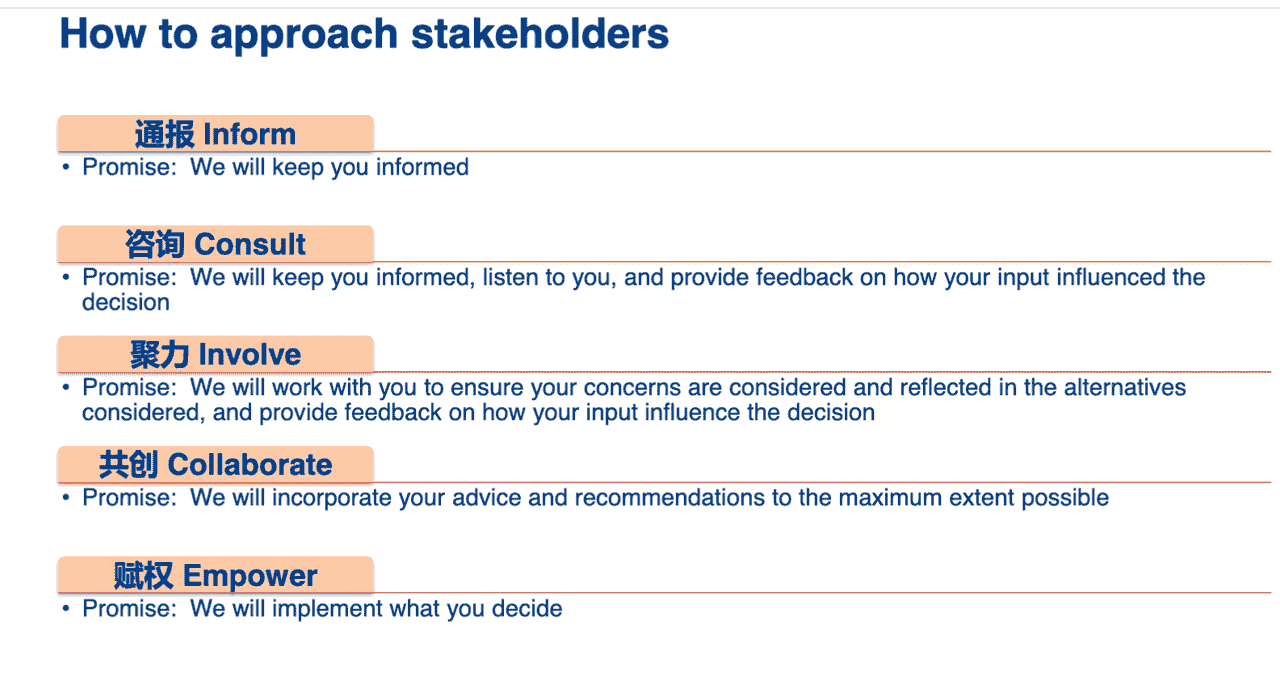 How to approach stakeholders
通报 Inform
• Promise: We will keep you informed
咨询 Consult
• Promise: We will keep you informed, listen to you, and provide feedback on how your input influenced the
decision
聚力 Involve
• Promise: We will work with you to ensure your concerns are considered and reflected in the alternatives
considered, and provide feedback on how your input influence the decision
共创 Collaborate
• Promise: We will incorporate your advice and recommendations to the maximum extent possible
赋权 Empower
• Promise: We will implement what you decide